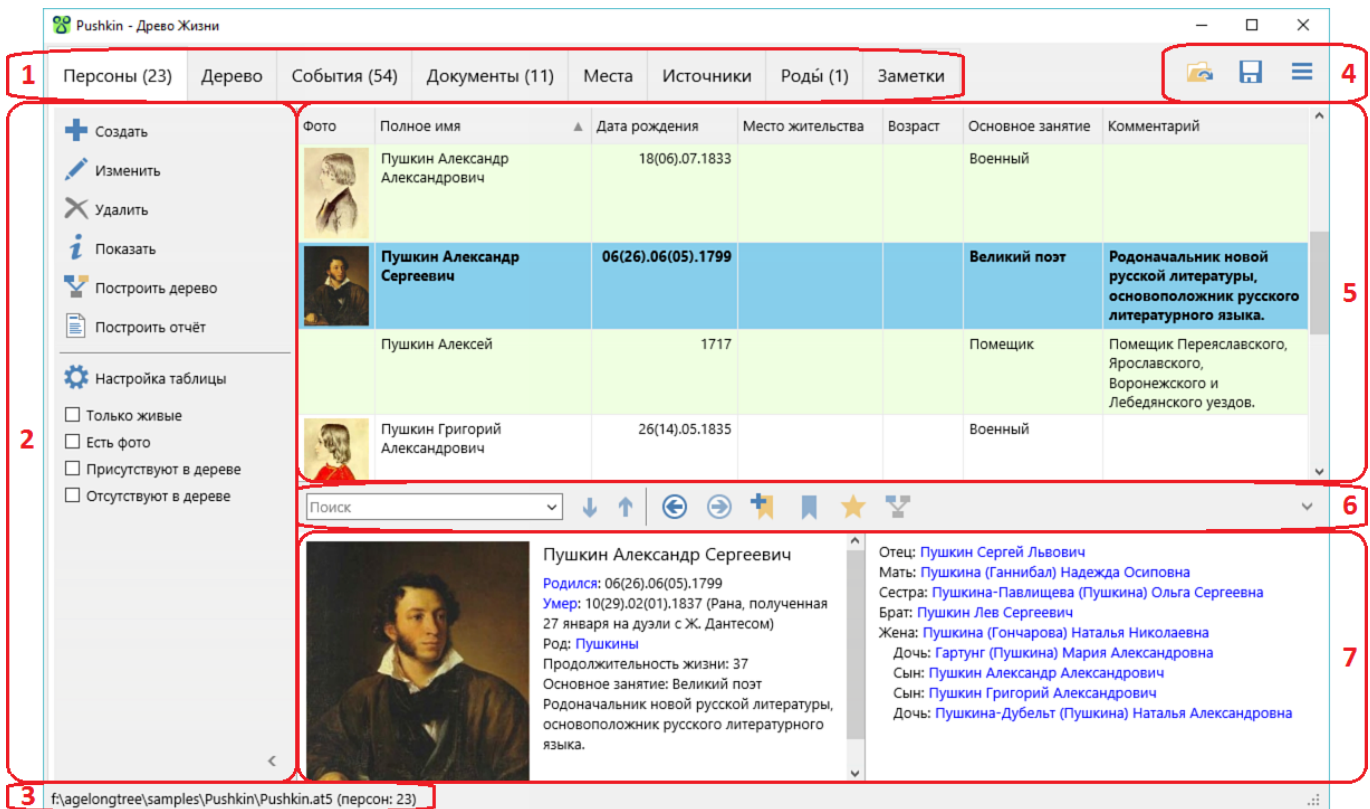 Pushkin - Древо Жизни
1
Персоны (23) Дерево События (54) Документы (11) Места Источники Роды́ (1) Заметки
4
2
Создать
Изменить
Удалить
Показать
Построить дерево
Построить отчёт
Настройка таблицы
Только живые
Есть фото
Присутствуют в дереве
Отсутствуют в дереве
5
Фото Полное имя Дата рождения Место жительства Возраст Основное занятие Комментарий
Пушкин Александр 18(06).07.1833 Военный
Александрович
Пушкин Александр 06(26).06(05).1799 Великий поэт Родоначальник новой
Сергеевич русской литературы,
основоположник русского
литературного языка.
Пушкин Алексей 1717 Помещик Помещик Переяславского,
Ярославского,
Воронежского и
Лебедянского уездов.
Пушкин Григорий 26(14).05.1835 Военный
Александрович
Поиск
6
Пушкин Александр Сергеевич
Родился: 06(26).06(05).1799
Умер: 10(29).02(01).1837 (Рана, полученная
27 января на дуэли с Ж. Дантесом)
Род: Пушкины
Продолжительность жизни: 37
Основное занятие: Великий поэт
Родоначальник новой русской литературы,
основоположник русского литературного
языка.
Отец: Пушкин Сергей Львович
Мать: Пушкина (Ганнибал) Надежда Осиповна
Сестра: Пушкина-Павлищева (Пушкина) Ольга Сергеевна
Брат: Пушкин Лев Сергеевич
Жена: Пушкина (Гончарова) Наталья Николаевна
Дочь: Гартунг (Пушкина) Мария Александровна
Сын: Пушкин Александр Александрович
Сын: Пушкин Григорий Александрович
Дочь: Пушкина-Дубельт (Пушкина) Наталья Александровна
7
3
f:\agelongtree\samples\Pushkin\Pushkin.at5 (персон: 23)